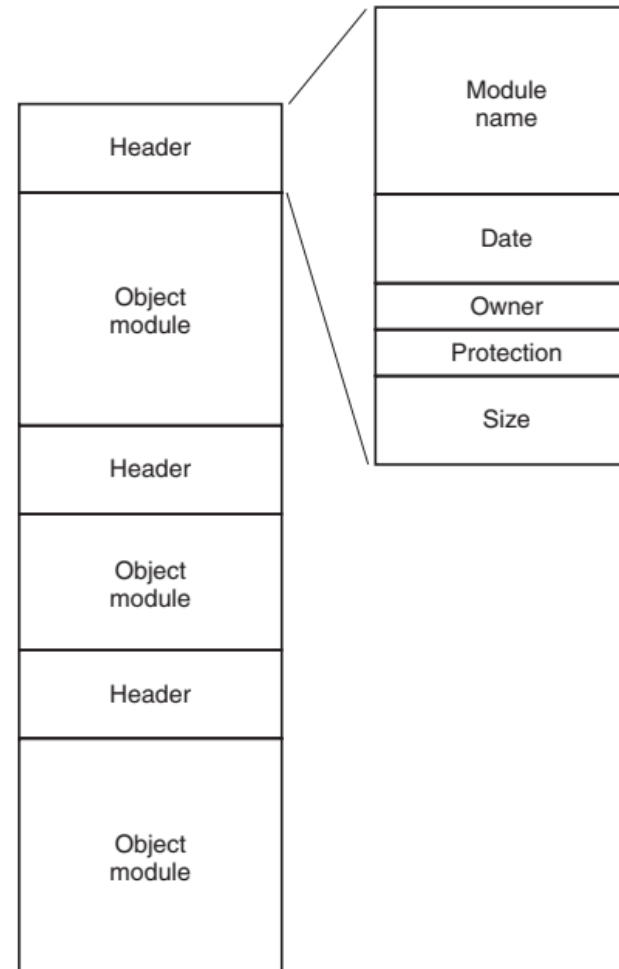 Header
Object
module
Header
Object
module
Header
Object
module
Module
name
Date
Owner
Protection
Size